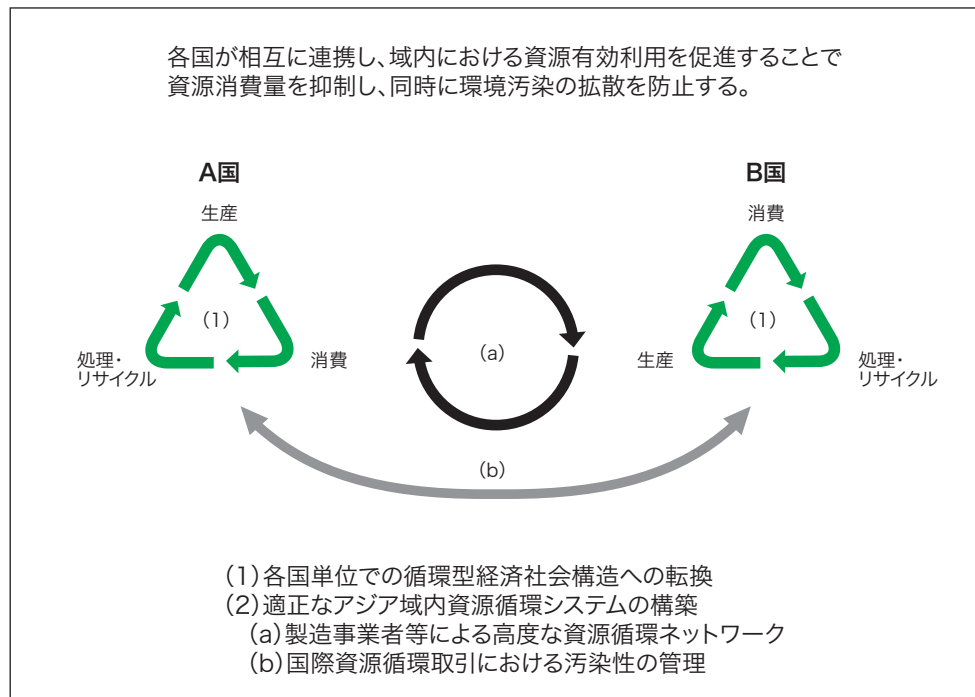 各国が相互に連携し、域内における資源有効利用を促進することで
資源消費量を抑制し、同時に環境汚染の拡散を防止する。
A国
B国
生産
消費
(1)
(1)
(a)
処理・
リサイクル
消費
生産
処理・
リサイクル
(b)
(1)各国単位での循環型経済社会構造への転換
(2)適正なアジア域内資源循環システムの構築
(a)製造事業者等による高度な資源循環ネットワーク
(b)国際資源循環取引における汚染性の管理